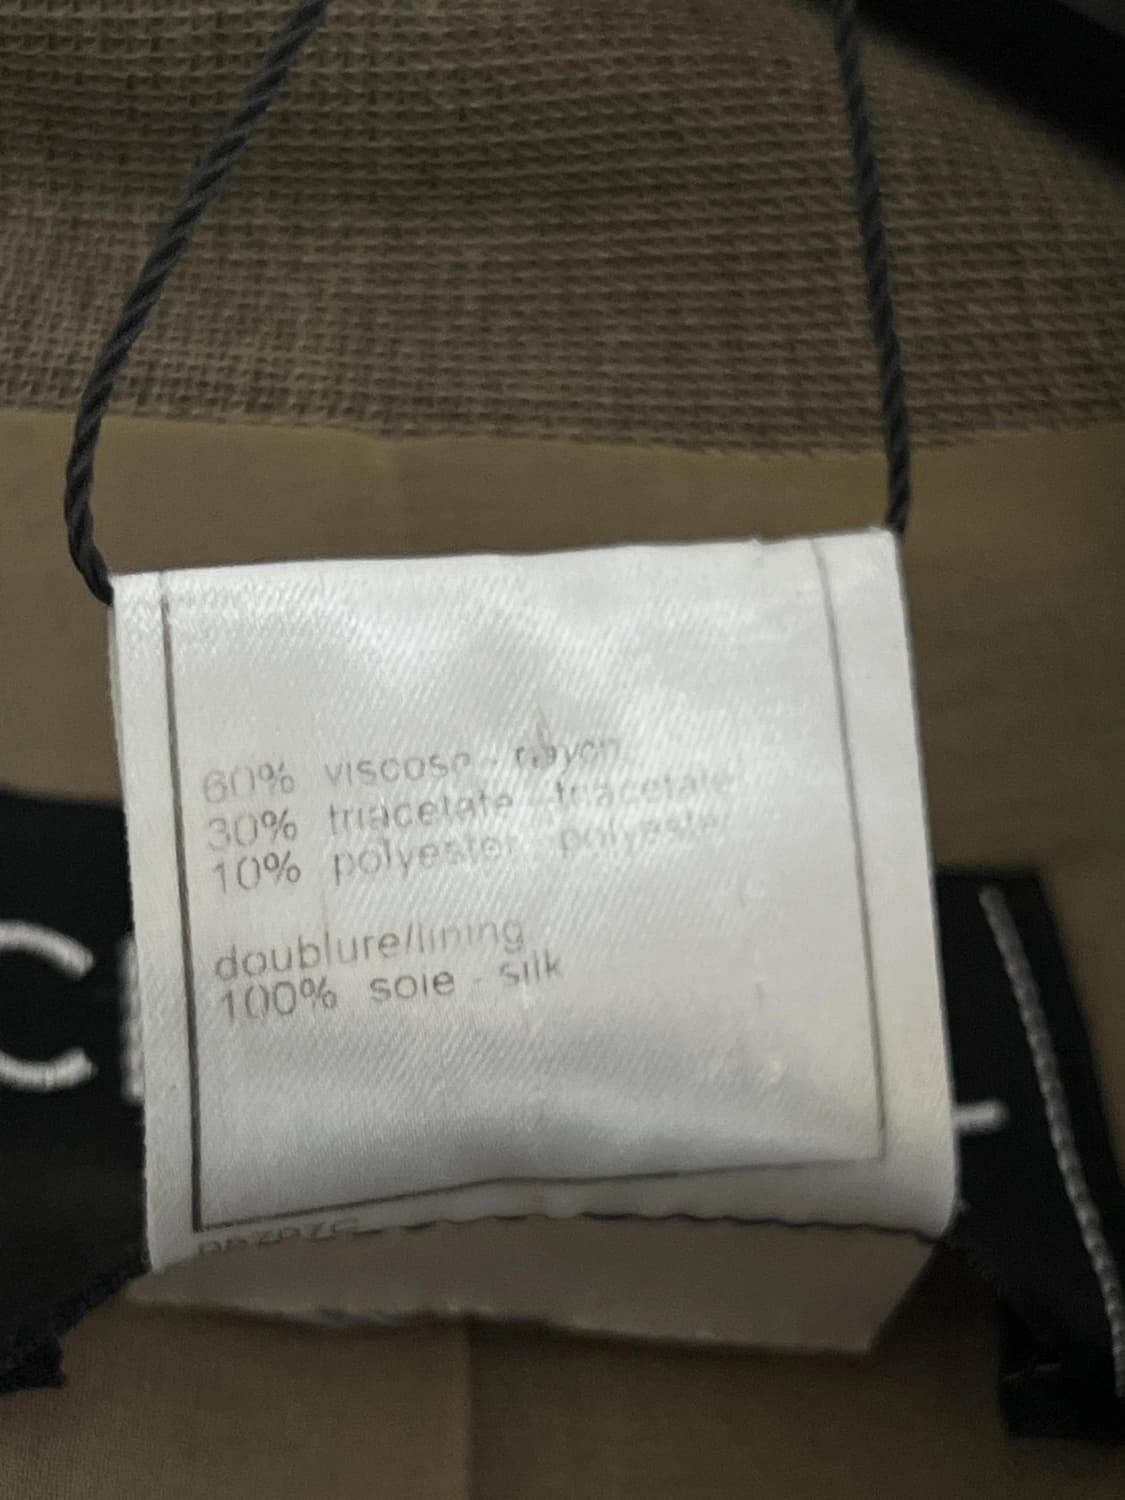 60% viscose - rayon
30% triacetate - triacetate
10% polyester - polyester
doublure/lining
100% soie - silk
C